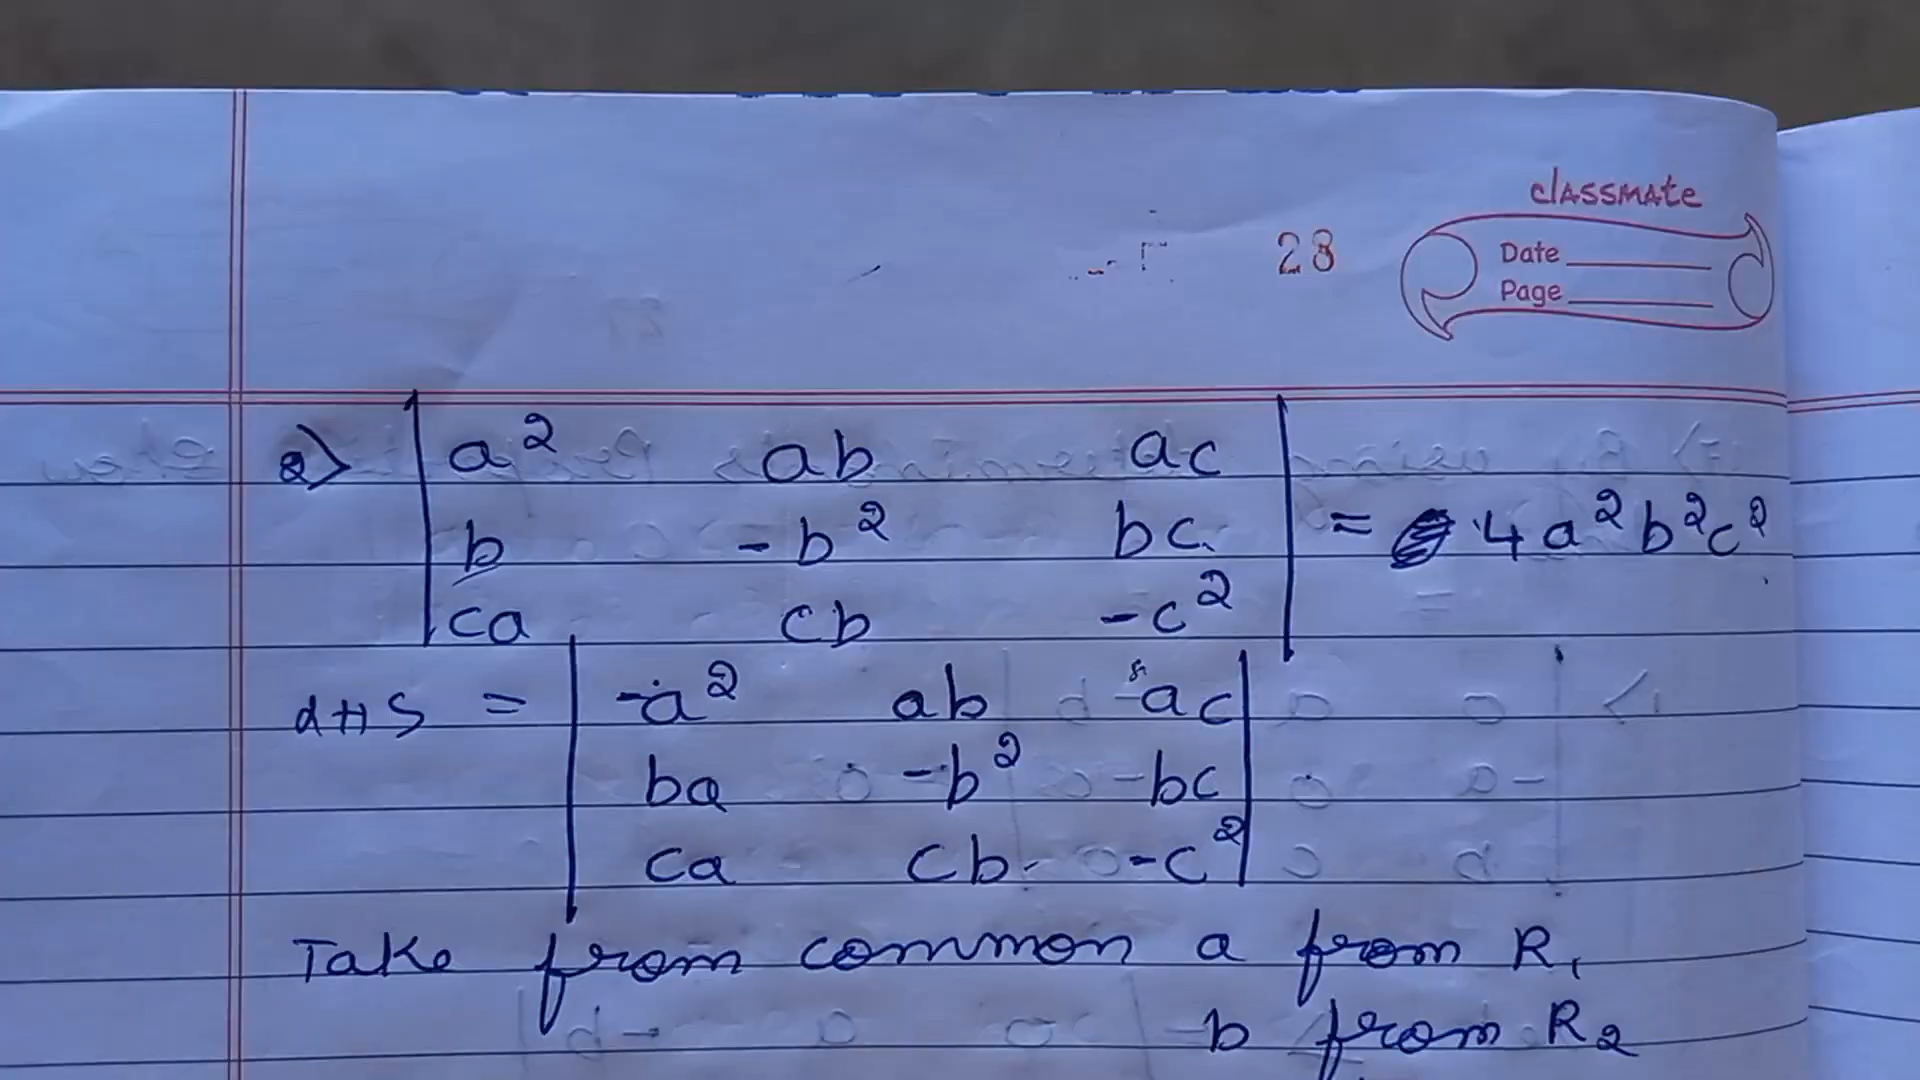 classmate
28
Date
Page
2> | a² ab ac |
| b -b² bc | = 4a²b²c²
| ca cb -c² |
LHS = | -a² ab ac |
| ba -b² -bc |
| ca cb -c² |
Take from common a from R₁
b from R₂